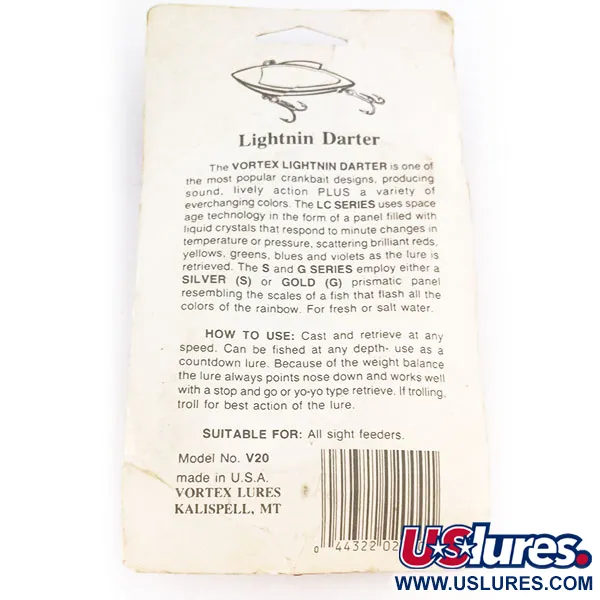 Lightnin Darter
The VORTEX LIGHTNIN DARTER is one of
the most popular crankbait designs, producing
sound, lively action PLUS a variety of
everchanging colors. The LC SERIES uses space
age technology in the form of a panel filled with
liquid crystals that respond to minute changes in
temperature or pressure, scattering brilliant reds,
yellows, greens, blues and violets as the lure is
retrieved. The S and G SERIES employ either a
SILVER (S) or GOLD (G) prismatic panel
resembling the scales of a fish that flash all the
colors of the rainbow. For fresh or salt water.
HOW TO USE: Cast and retrieve at any
speed. Can be fished at any depth- use as a
countdown lure. Because of the weight balance
the lure always points nose down and works well
with a stop and go or yo-yo type retrieve. If trolling,
troll for best action of the lure.
SUITABLE FOR: All sight feeders.
Model No. V20
made in U.S.A.
VORTEX LURES
KALISPELL, MT
0 44322 02
USlures.
WWW.USLURES.COM